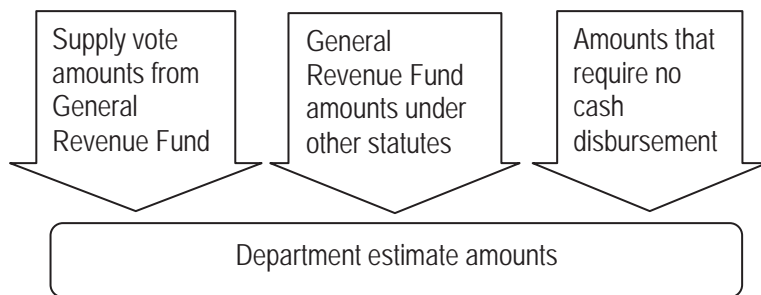 Supply vote
amounts from
General
Revenue Fund
General
Revenue Fund
amounts under
other statutes
Amounts that
require no
cash
disbursement
Department estimate amounts